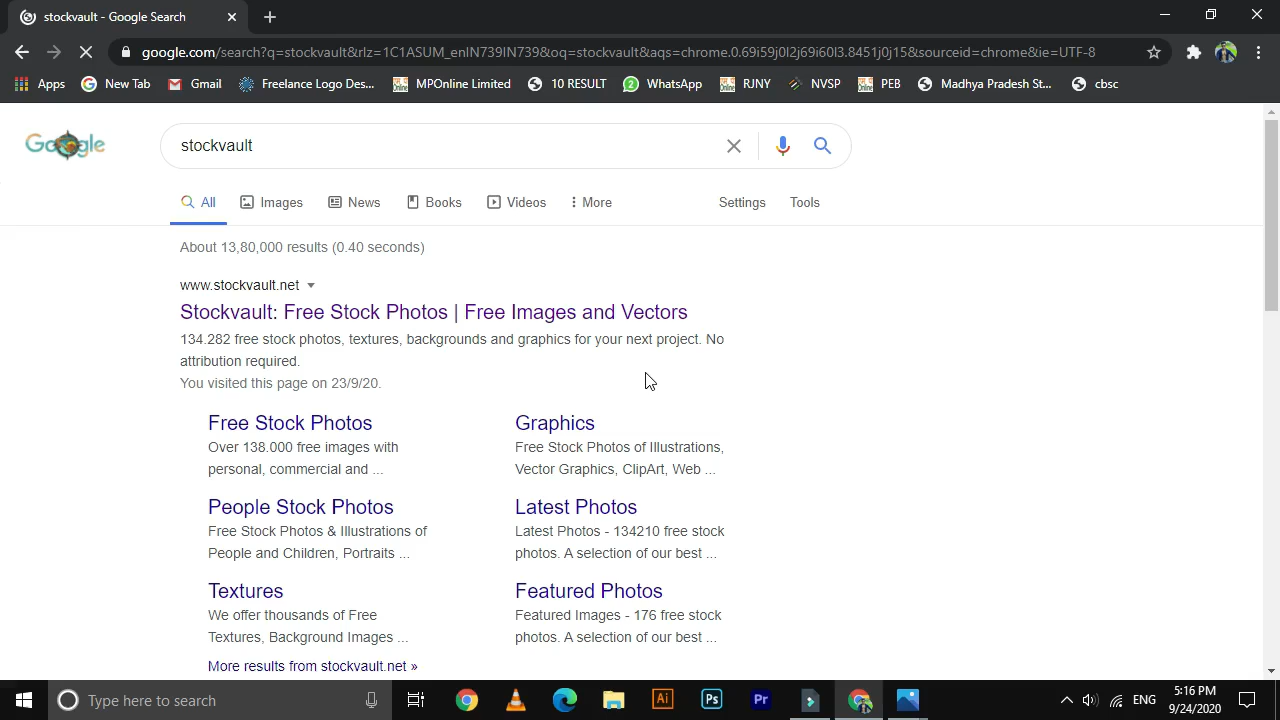 stockvault - Google Search
google.com/search?q=stockvault&rlz=1C1ASUM_enIN739IN739&oq=stockvault&aqs=chrome.0.69i59j0l2j69i60l3.8451j0j15&sourceid=chrome&ie=UTF-8
Apps New Tab Gmail Freelance Logo Des... MPOnline Limited 10 RESULT WhatsApp RJNY NVSP PEB Madhya Pradesh St... cbsc
Google stockvault
All Images News Books Videos More Settings Tools
About 13,80,000 results (0.40 seconds)
www.stockvault.net
Stockvault: Free Stock Photos | Free Images and Vectors
134.282 free stock photos, textures, backgrounds and graphics for your next project. No
attribution required.
You visited this page on 23/9/20.
Free Stock Photos
Over 138.000 free images with
personal, commercial and ...
Graphics
Free Stock Photos of Illustrations,
Vector Graphics, ClipArt, Web ...
People Stock Photos
Free Stock Photos & Illustrations of
People and Children, Portraits ...
Latest Photos
Latest Photos - 134210 free stock
photos. A selection of our best ...
Textures
We offer thousands of Free
Textures, Background Images ...
Featured Photos
Featured Images - 176 free stock
photos. A selection of our best ...
More results from stockvault.net »
Type here to search
Ai Ps Pr
ENG
5:16 PM
9/24/2020